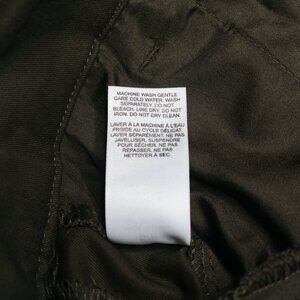 MACHINE WASH GENTLE
CARE COLD WATER. WASH
SEPARATELY. DO NOT
BLEACH. LINE DRY. DO NOT
IRON. DO NOT DRY CLEAN.
LAVER À LA MACHINE À L'EAU
FROIDE AU CYCLE DÉLICAT.
LAVER SÉPARÉMENT. NE PAS
JAVELLISER. SUSPENDRE
POUR SÉCHER. NE PAS
REPASSER. NE PAS
NETTOYER À SEC.